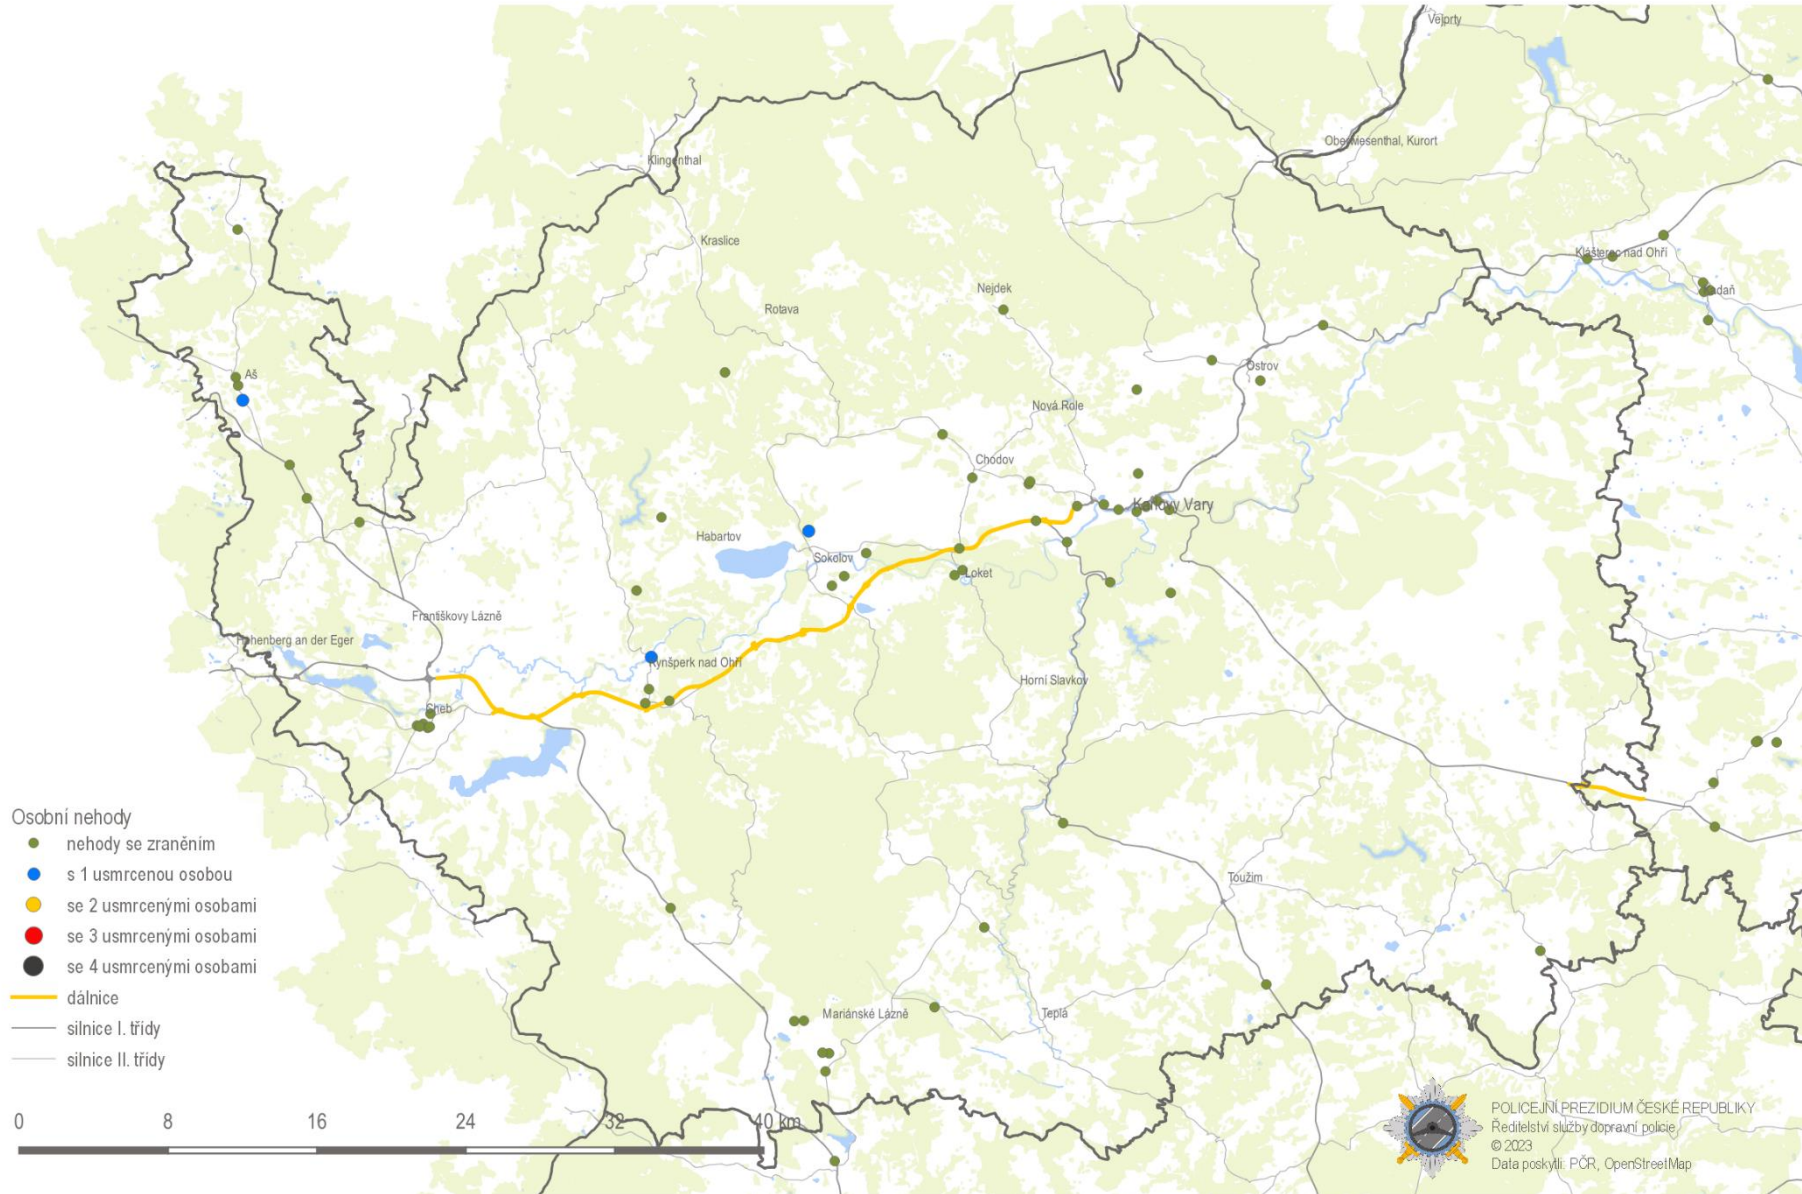 Vejprty
Oberwiesenthal, Kurort
Klingenthal
Kraslice
Klášterec nad Ohří
Kadaň
Nejdek
Rotava
Ostrov
Aš
Nová Role
Chodov
Karlovy Vary
Habartov
Sokolov
Loket
Františkovy Lázně
Hohenberg an der Eger
Kynšperk nad Ohří
Horní Slavkov
Cheb
Osobní nehody
nehody se zraněním
s 1 usmrcenou osobou
se 2 usmrcenými osobami
se 3 usmrcenými osobami
se 4 usmrcenými osobami
dálnice
silnice I. třídy
silnice II. třídy
Toužim
Mariánské Lázně
Teplá
0 8 16 24 32 40 km
POLICEJNÍ PREZIDIUM ČESKÉ REPUBLIKY
Ředitelství služby dopravní policie
© 2023
Data poskytli: PČR, OpenStreetMap